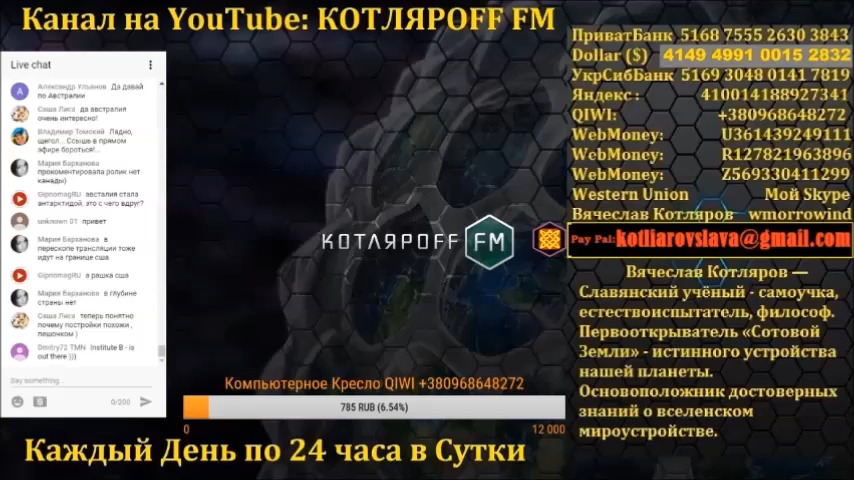 Канал на YouTube: КОТЛЯРОFF FM
Live chat
Александр Ульянов Да давай
по Австралии
Саша Лиса да австралия
очень интересно!
Владимир Томский Ладно,
щегол... Ссышь в прямом
эфире бороться!..
Мария Барханова
прокоментировала ролик нет
канады)
GipnomagRU австалия стала
антарктидой, это с чего вдруг?
unknown 01 привет
Мария Барханова в
перескопе трансляции тоже
идут на границе сша
GipnomagRU а рашка сша
Мария Барханова в глубине
страны нет!
Саша Лиса теперь понятно
почему постройки похожи ,
пешочком )
Dmitry72 TMN Institute B - is
out there )))
Say something...
0/200
КОТЛЯРОFF FM
Компьютерное Кресло QIWI +380968648272
785 RUB (6.54%)
0
12 000
Каждый День по 24 часа в Сутки
ПриватБанк 5168 7555 2630 3843
Dollar ($) 4149 4991 0015 2832
УкрСибБанк 5169 3048 0141 7819
Яндекс : 410014188927341
QIWI: +380968648272
WebMoney: U361439249111
WebMoney: R127821963896
WebMoney: Z569330411299
Western Union Мой Skype
Вячеслав Котляров wmorrowind
Pay Pal: kotliarovslava@gmail.com
Вячеслав Котляров —
Славянский учёный - самоучка,
естествоиспытатель, философ.
Первооткрыватель «Сотовой
Земли» - истинного устройства
нашей планеты.
Основоположник достоверных
знаний о вселенском
мироустройстве.